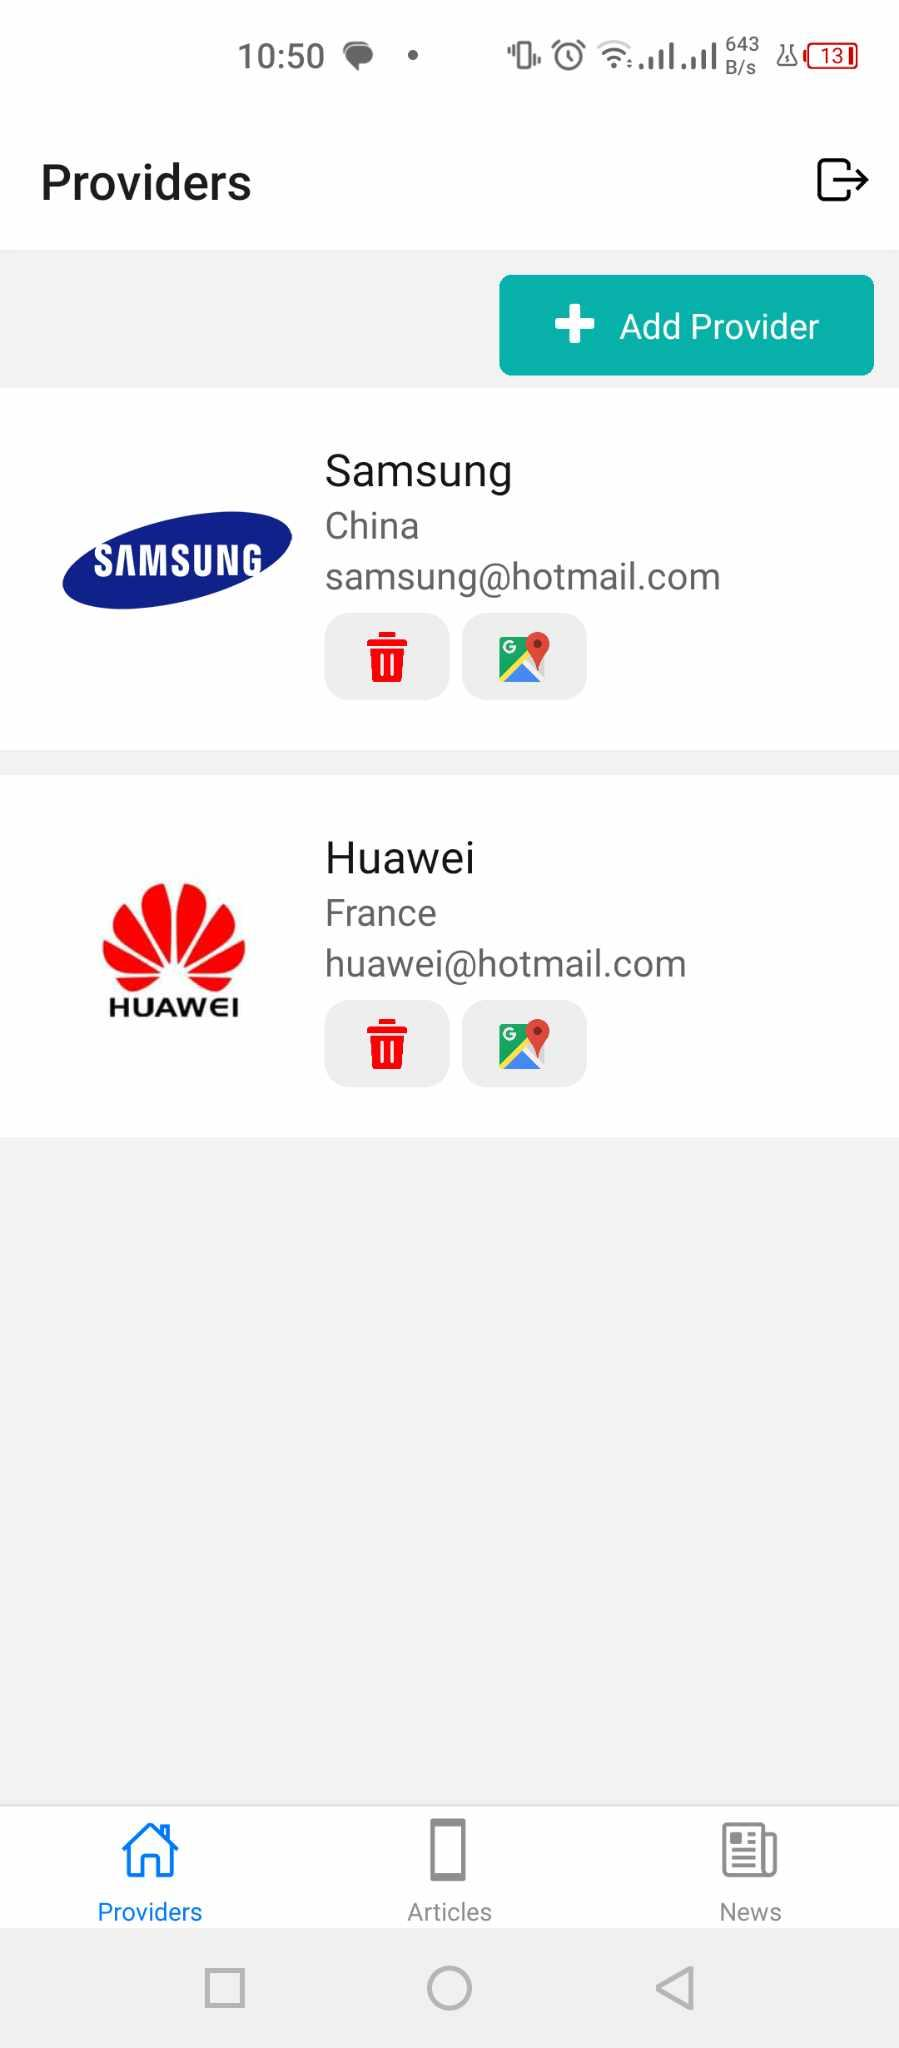 10:50
643
B/s
13
Providers
Add Provider
Samsung
China
SAMSUNG
samsung@hotmail.com
G
Huawei
France
huawei@hotmail.com
HUAWEI
G
Providers
Articles
News